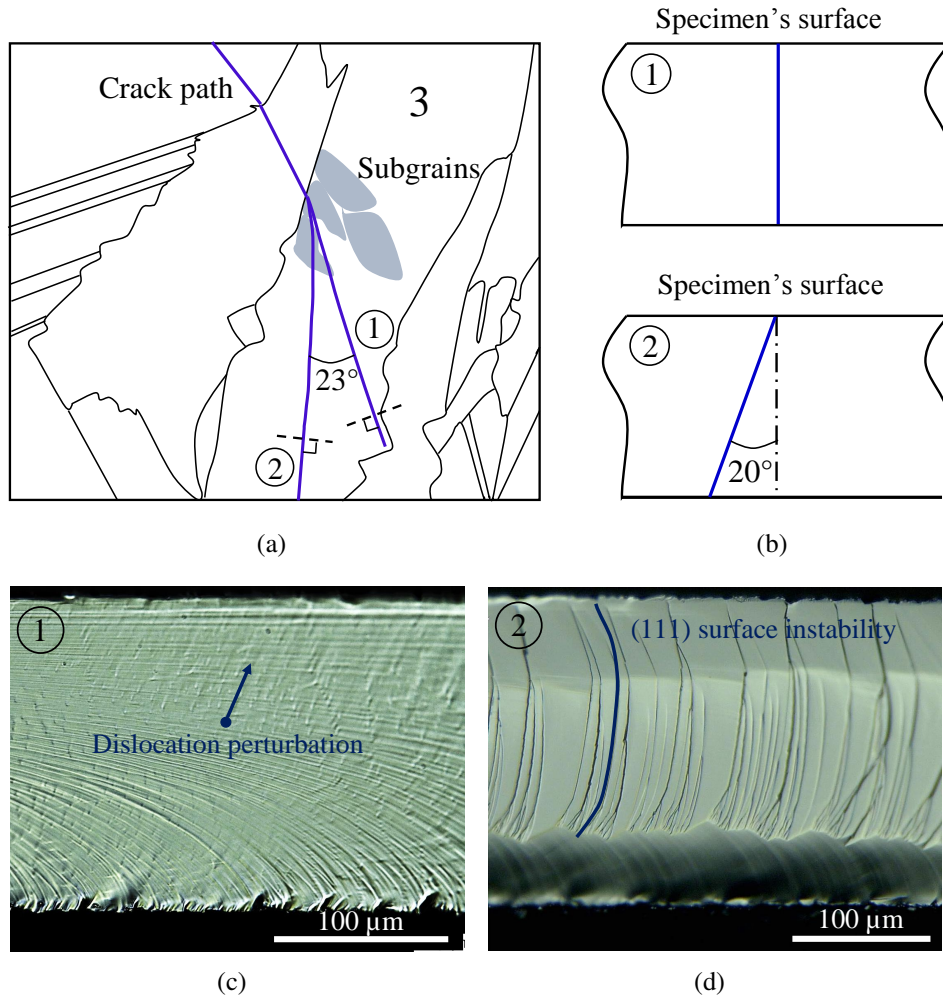 Specimen’s surface
Crack path
3
Subgrains
1
23°
2
(a)
1
Specimen’s surface
2
20°
(b)
1
Dislocation perturbation
100 µm
(c)
2
(111) surface instability
100 µm
(d)